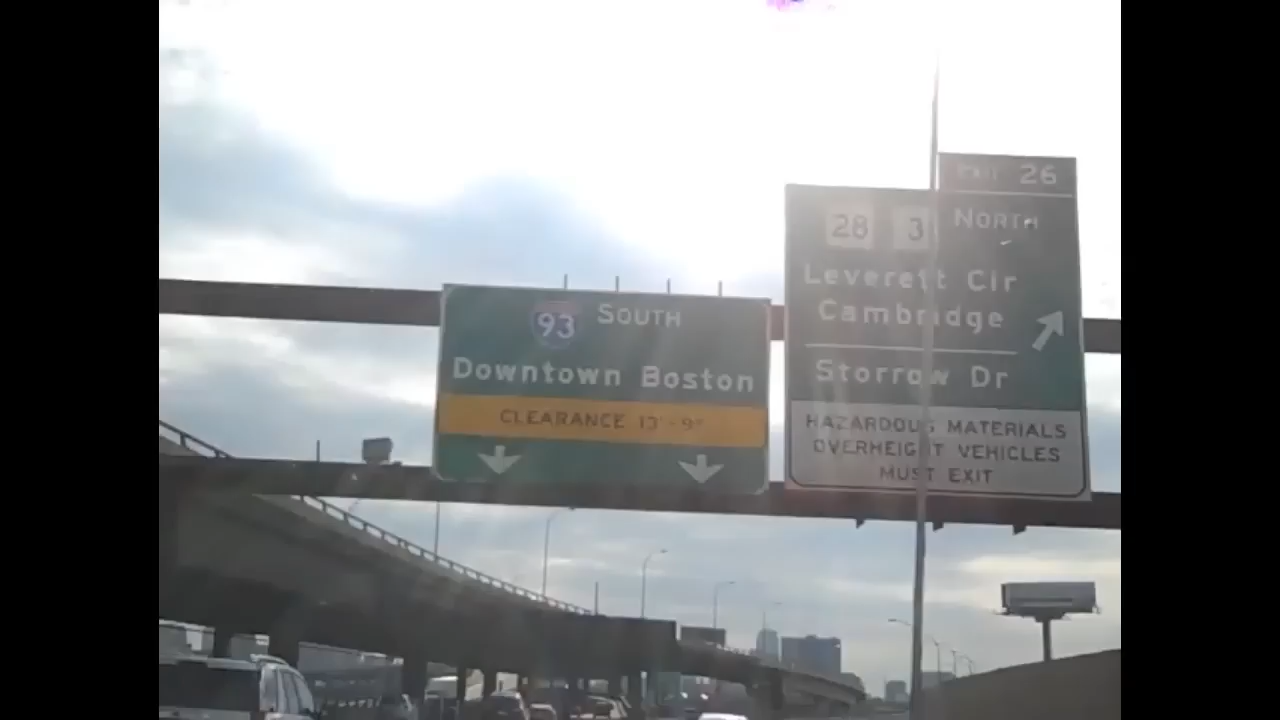 93 SOUTH
Downtown Boston
CLEARANCE 13'-9"
EXIT 26
28 3 NORTH
Leverett Cir
Cambridge
Storrow Dr
HAZARDOUS MATERIALS
OVERHEIGHT VEHICLES
MUST EXIT